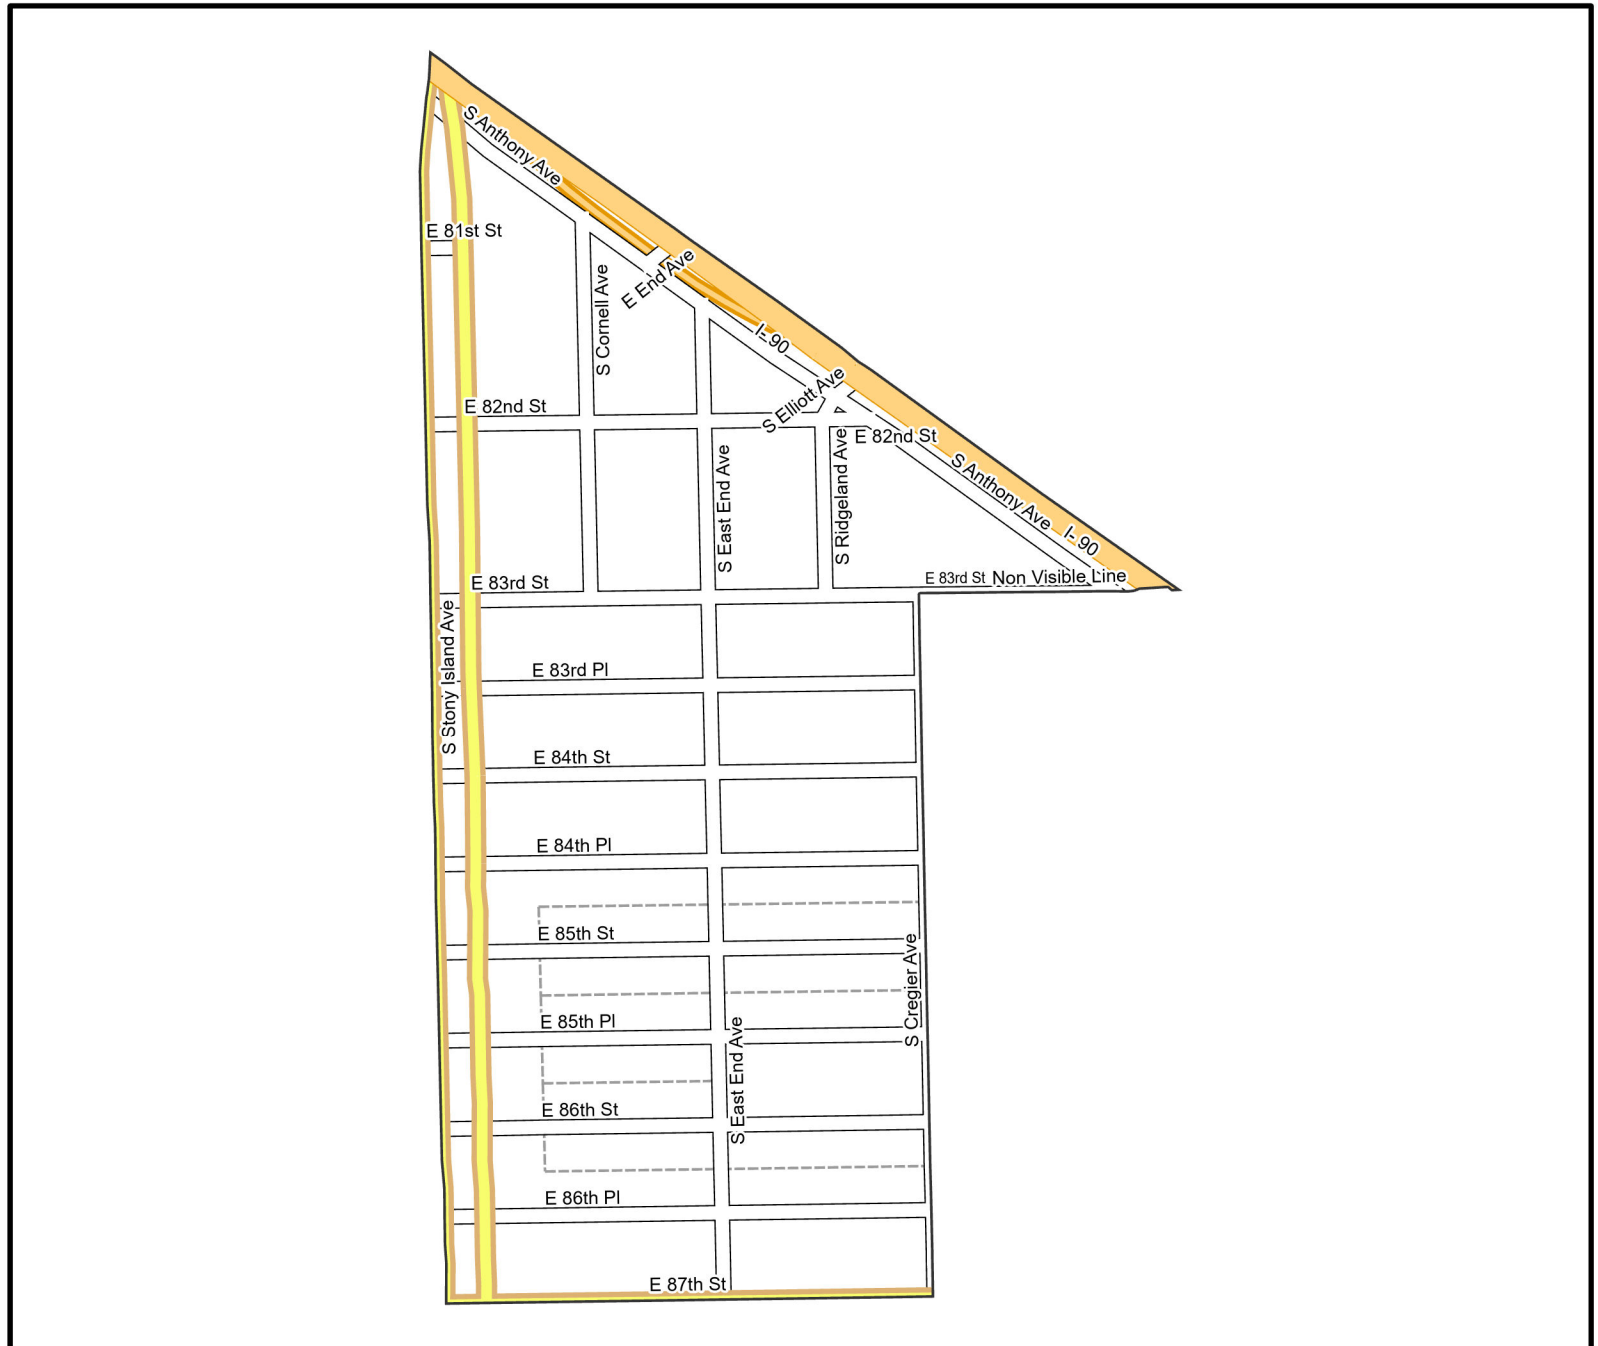 S Anthony Ave
E 81st St
E End Ave
S Cornell Ave
I- 90
S Elliott Ave
E 82nd St
E 82nd St
S East End Ave
S Ridgeland Ave
S Anthony Ave
I- 90
E 83rd St
E 83rd St
Non Visible Line
S Stony Island Ave
E 83rd Pl
E 84th St
E 84th Pl
E 85th St
S Cregier Ave
E 85th Pl
S East End Ave
E 86th St
E 86th Pl
E 87th St